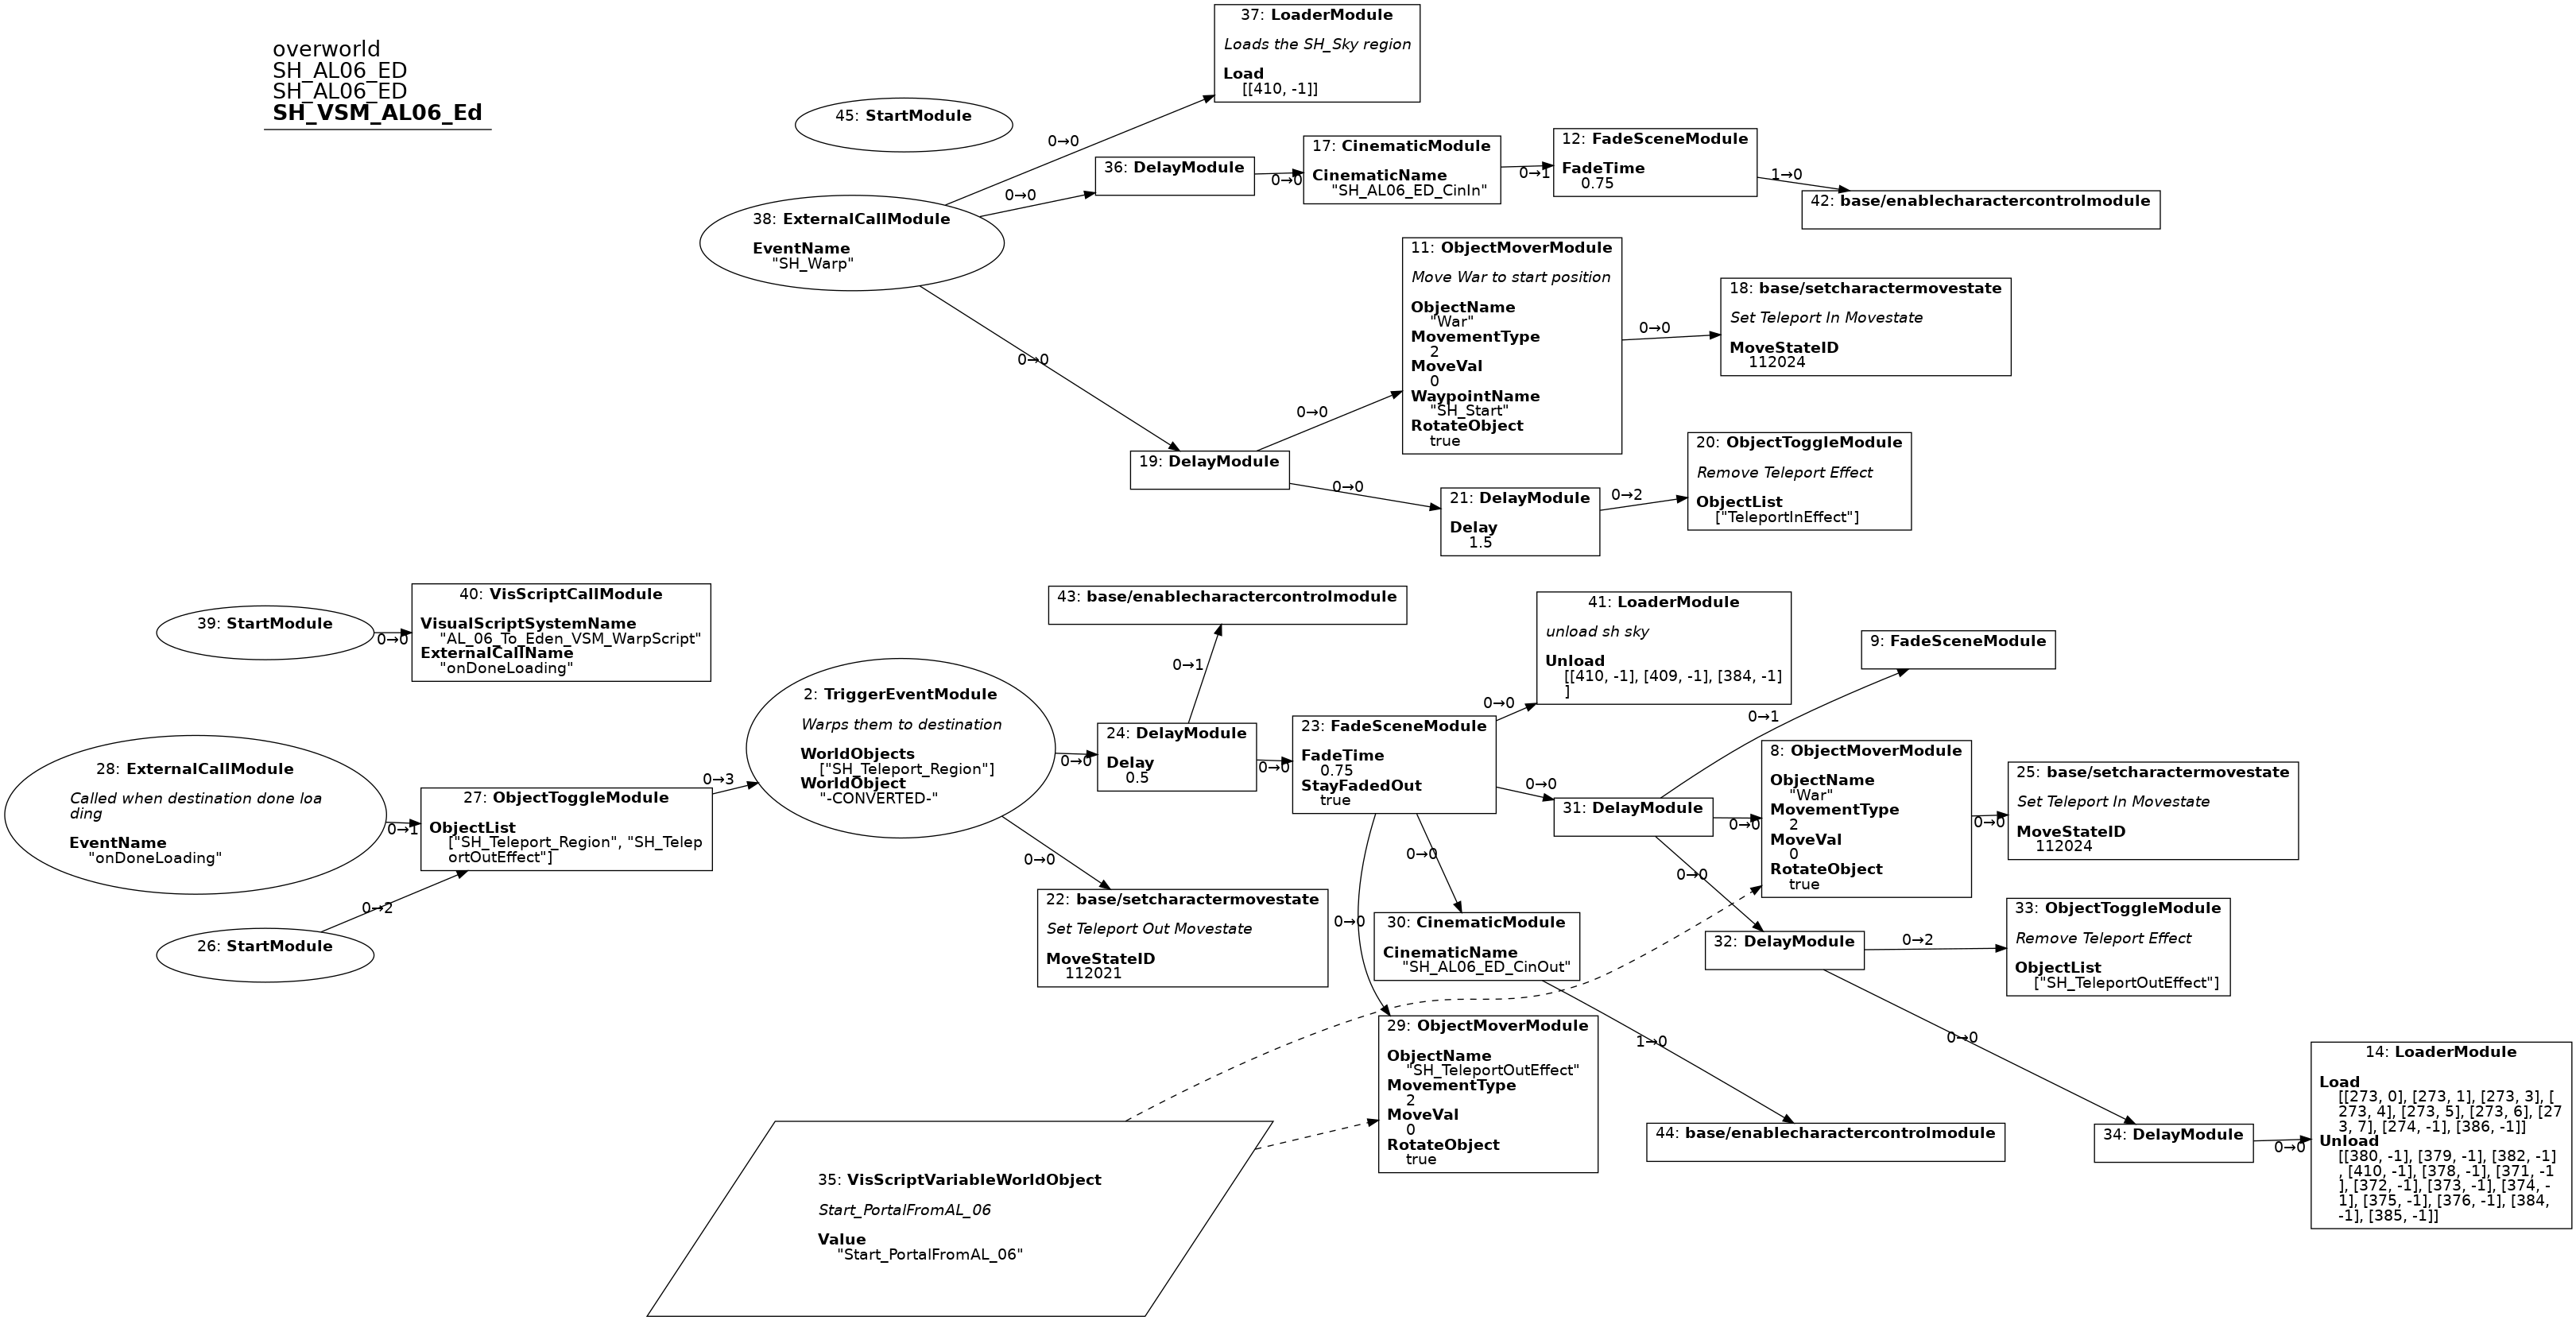 overworld
SH_AL06_ED
SH_AL06_ED
SH_VSM_AL06_Ed
37: LoaderModule
Loads the SH_Sky region
Load
[[410, -1]]
45: StartModule
0→0
36: DelayModule
0→0
0→0
17: CinematicModule
CinematicName
"SH_AL06_ED_CinIn"
0→1
12: FadeSceneModule
FadeTime
0.75
1→0
42: base/enablecharactercontrolmodule
38: ExternalCallModule
EventName
"SH_Warp"
0→0
11: ObjectMoverModule
Move War to start position
ObjectName
"War"
MovementType
2
MoveVal
0
WaypointName
"SH_Start"
RotateObject
true
0→0
18: base/setcharactermovestate
Set Teleport In Movestate
MoveStateID
112024
0→0
19: DelayModule
0→0
21: DelayModule
Delay
1.5
0→2
20: ObjectToggleModule
Remove Teleport Effect
ObjectList
["TeleportInEffect"]
39: StartModule
0→0
40: VisScriptCallModule
VisualScriptSystemName
"AL_06_To_Eden_VSM_WarpScript"
ExternalCallName
"onDoneLoading"
43: base/enablecharactercontrolmodule
0→1
41: LoaderModule
unload sh sky
Unload
[[410, -1], [409, -1], [384, -1]
]
9: FadeSceneModule
0→1
28: ExternalCallModule
Called when destination done loa
ding
EventName
"onDoneLoading"
0→1
27: ObjectToggleModule
ObjectList
["SH_Teleport_Region", "SH_Telep
ortOutEffect"]
0→3
26: StartModule
0→2
2: TriggerEventModule
Warps them to destination
WorldObjects
["SH_Teleport_Region"]
WorldObject
"-CONVERTED-"
0→0
0→0
24: DelayModule
Delay
0.5
0→0
23: FadeSceneModule
FadeTime
0.75
StayFadedOut
true
0→0
0→0
0→0
0→0
31: DelayModule
0→0
0→0
8: ObjectMoverModule
ObjectName
"War"
MovementType
2
MoveVal
0
RotateObject
true
0→0
25: base/setcharactermovestate
Set Teleport In Movestate
MoveStateID
112024
22: base/setcharactermovestate
Set Teleport Out Movestate
MoveStateID
112021
30: CinematicModule
CinematicName
"SH_AL06_ED_CinOut"
1→0
32: DelayModule
0→2
0→0
33: ObjectToggleModule
Remove Teleport Effect
ObjectList
["SH_TeleportOutEffect"]
29: ObjectMoverModule
ObjectName
"SH_TeleportOutEffect"
MovementType
2
MoveVal
0
RotateObject
true
44: base/enablecharactercontrolmodule
34: DelayModule
0→0
14: LoaderModule
Load
[[273, 0], [273, 1], [273, 3], [
273, 4], [273, 5], [273, 6], [27
3, 7], [274, -1], [386, -1]]
Unload
[[380, -1], [379, -1], [382, -1]
, [410, -1], [378, -1], [371, -1
], [372, -1], [373, -1], [374, -
1], [375, -1], [376, -1], [384,
-1], [385, -1]]
35: VisScriptVariableWorldObject
Start_PortalFromAL_06
Value
"Start_PortalFromAL_06"